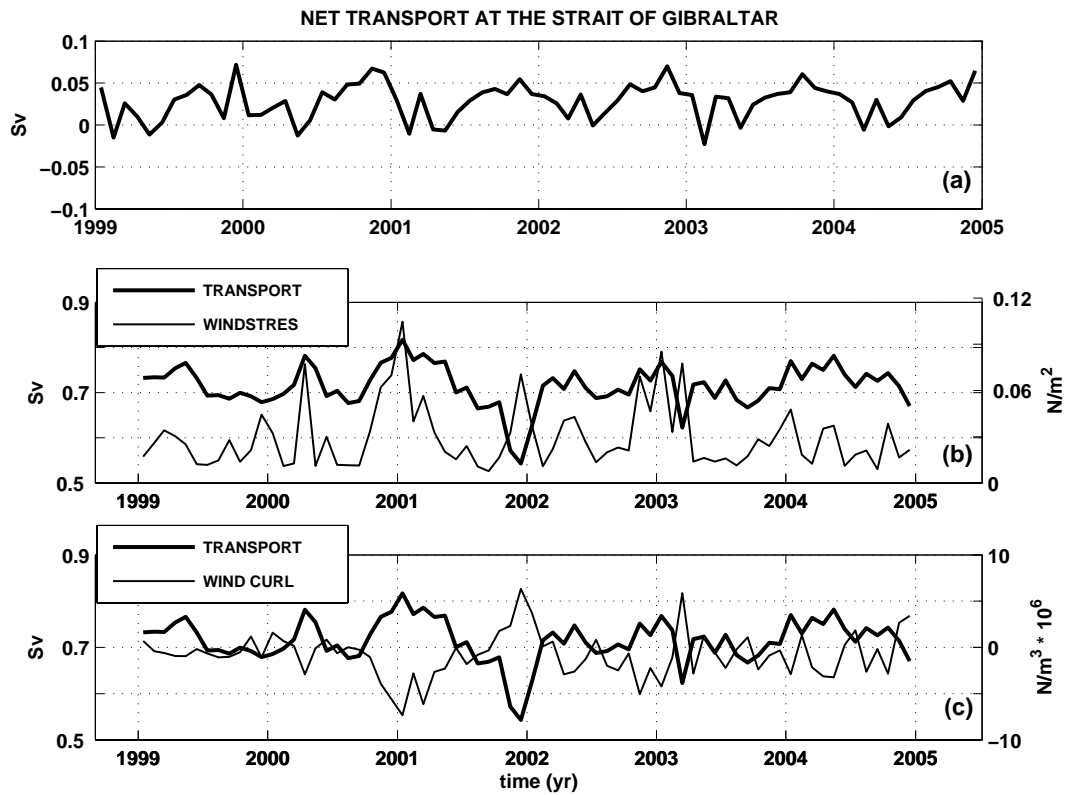 NET TRANSPORT AT THE STRAIT OF GIBRALTAR
0.1
0.05
0
−0.05
−0.1
Sv
(a)
1999 2000 2001 2002 2003 2004 2005
TRANSPORT
WINDSTRES
0.9
0.7
0.5
Sv
0.12
0.06
0
N/m2
(b)
1999 2000 2001 2002 2003 2004 2005
TRANSPORT
WIND CURL
0.9
0.7
0.5
Sv
10
0
−10
N/m3 * 106
(c)
1999 2000 2001 2002 2003 2004 2005
time (yr)